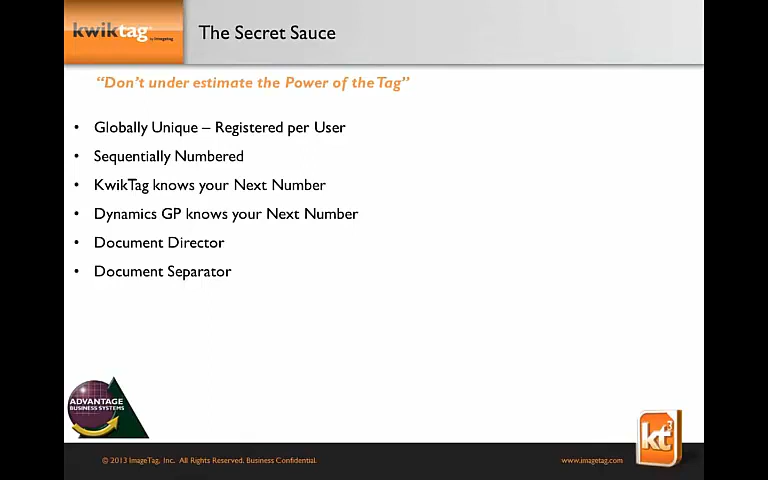 kwiktag by imagetag
The Secret Sauce
“Don’t under estimate the Power of the Tag”
• Globally Unique – Registered per User
• Sequentially Numbered
• KwikTag knows your Next Number
• Dynamics GP knows your Next Number
• Document Director
• Document Separator
ADVANTAGE
BUSINESS SYSTEMS
kt3
© 2013 ImageTag, Inc. All Rights Reserved. Business Confidential.
www.imagetag.com